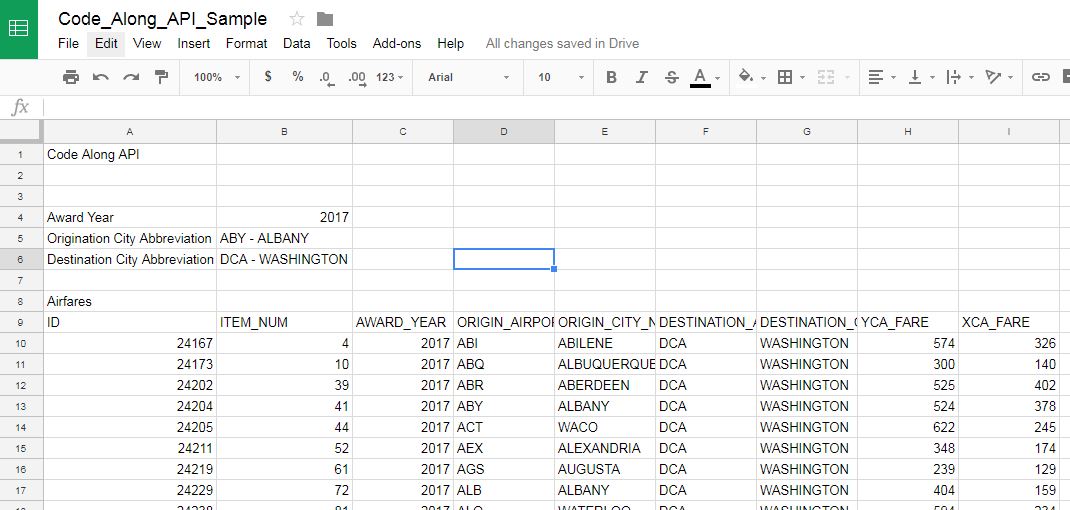 Code_Along_API_Sample
File Edit View Insert Format Data Tools Add-ons Help All changes saved in Drive
100% $ % .0 .00 123 Arial 10 B I S A
fx
A B C D E F G H I
1 Code Along API
2
3
4 Award Year 2017
5 Origination City Abbreviation ABY - ALBANY
6 Destination City Abbreviation DCA - WASHINGTON
7
8 Airfares
9 ID ITEM_NUM AWARD_YEAR ORIGIN_AIRPO ORIGIN_CITY_N DESTINATION_A DESTINATION_C YCA_FARE XCA_FARE
10 24167 4 2017 ABI ABILENE DCA WASHINGTON 574 326
11 24173 10 2017 ABQ ALBUQUERQUE DCA WASHINGTON 300 140
12 24202 39 2017 ABR ABERDEEN DCA WASHINGTON 525 402
13 24204 41 2017 ABY ALBANY DCA WASHINGTON 524 378
14 24205 44 2017 ACT WACO DCA WASHINGTON 622 245
15 24211 52 2017 AEX ALEXANDRIA DCA WASHINGTON 348 174
16 24219 61 2017 AGS AUGUSTA DCA WASHINGTON 239 129
17 24229 72 2017 ALB ALBANY DCA WASHINGTON 404 159